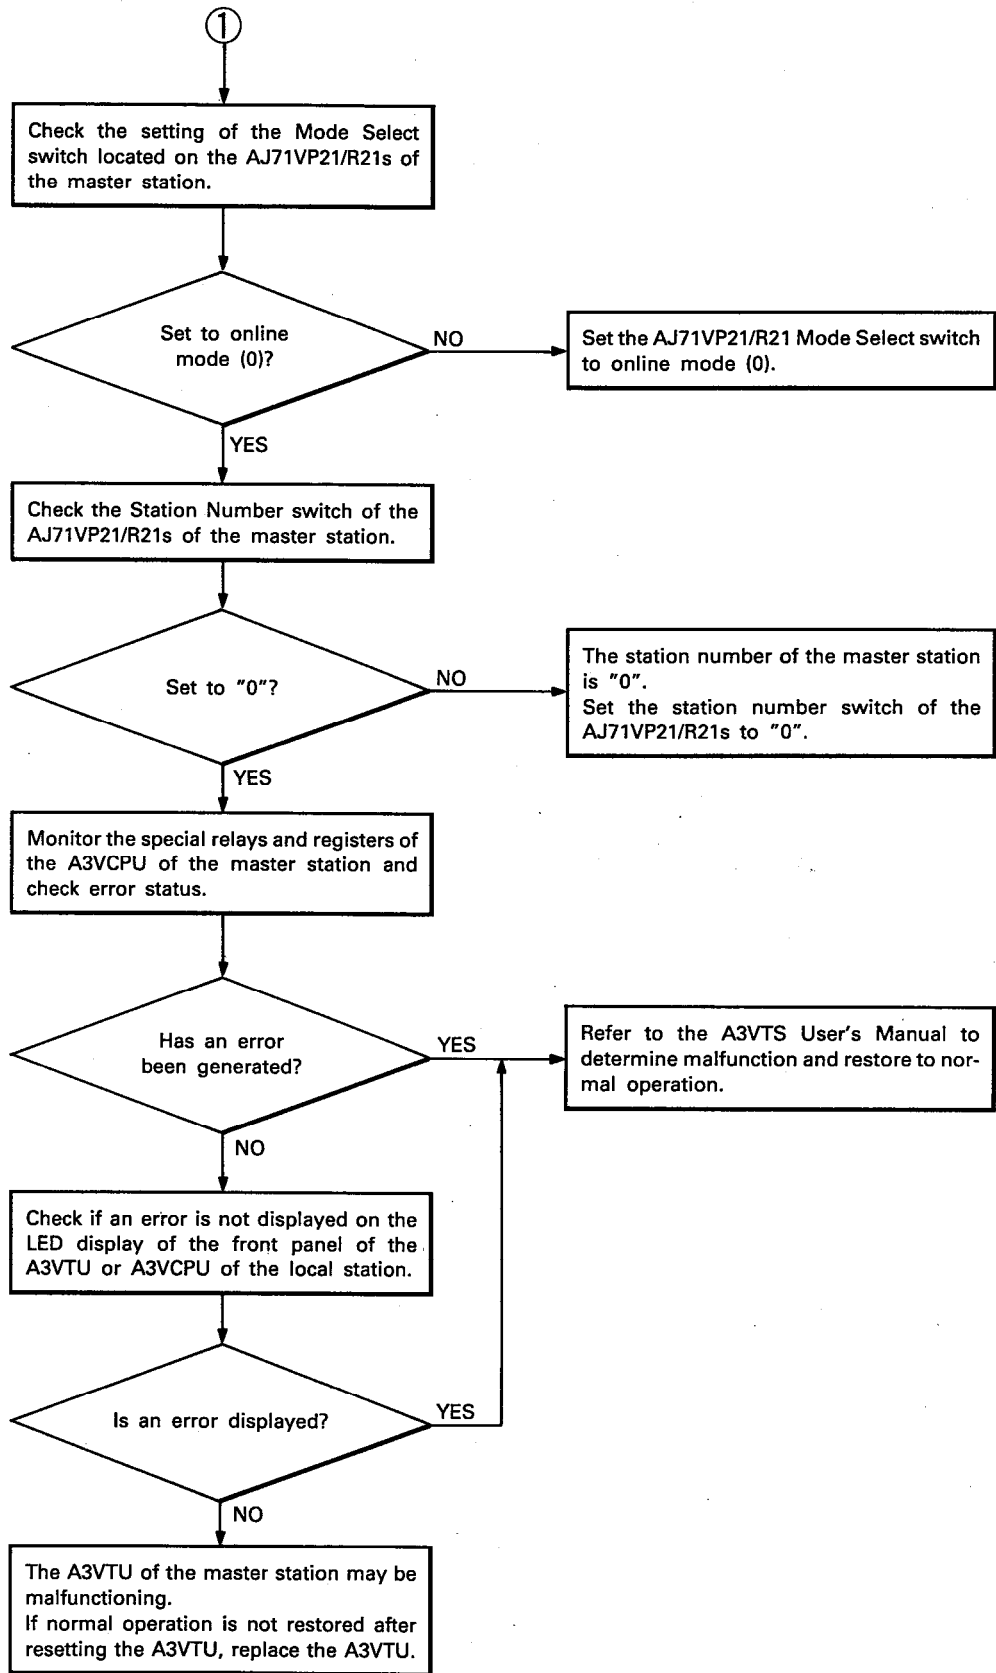 1
Check the setting of the Mode Select
switch located on the AJ71VP21/R21s of
the master station.
Set to online
mode (0)?
NO
Set the AJ71VP21/R21 Mode Select switch
to online mode (0).
YES
Check the Station Number switch of the
AJ71VP21/R21s of the master station.
Set to "0"?
NO
The station number of the master station
is "0".
Set the station number switch of the
AJ71VP21/R21s to "0".
YES
Monitor the special relays and registers of
the A3VCPU of the master station and
check error status.
Has an error
been generated?
YES
Refer to the A3VTS User's Manual to
determine malfunction and restore to nor-
mal operation.
NO
Check if an error is not displayed on the
LED display of the front panel of the
A3VTU or A3VCPU of the local station.
Is an error displayed?
YES
NO
The A3VTU of the master station may be
malfunctioning.
If normal operation is not restored after
resetting the A3VTU, replace the A3VTU.